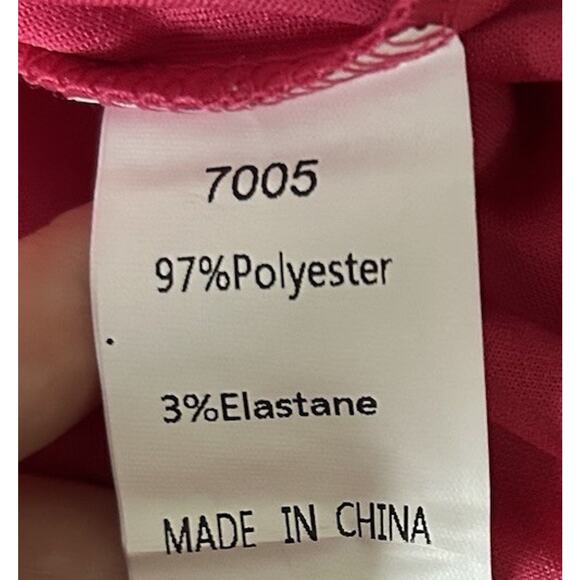 7005
97%Polyester
3%Elastane
MADE IN CHINA